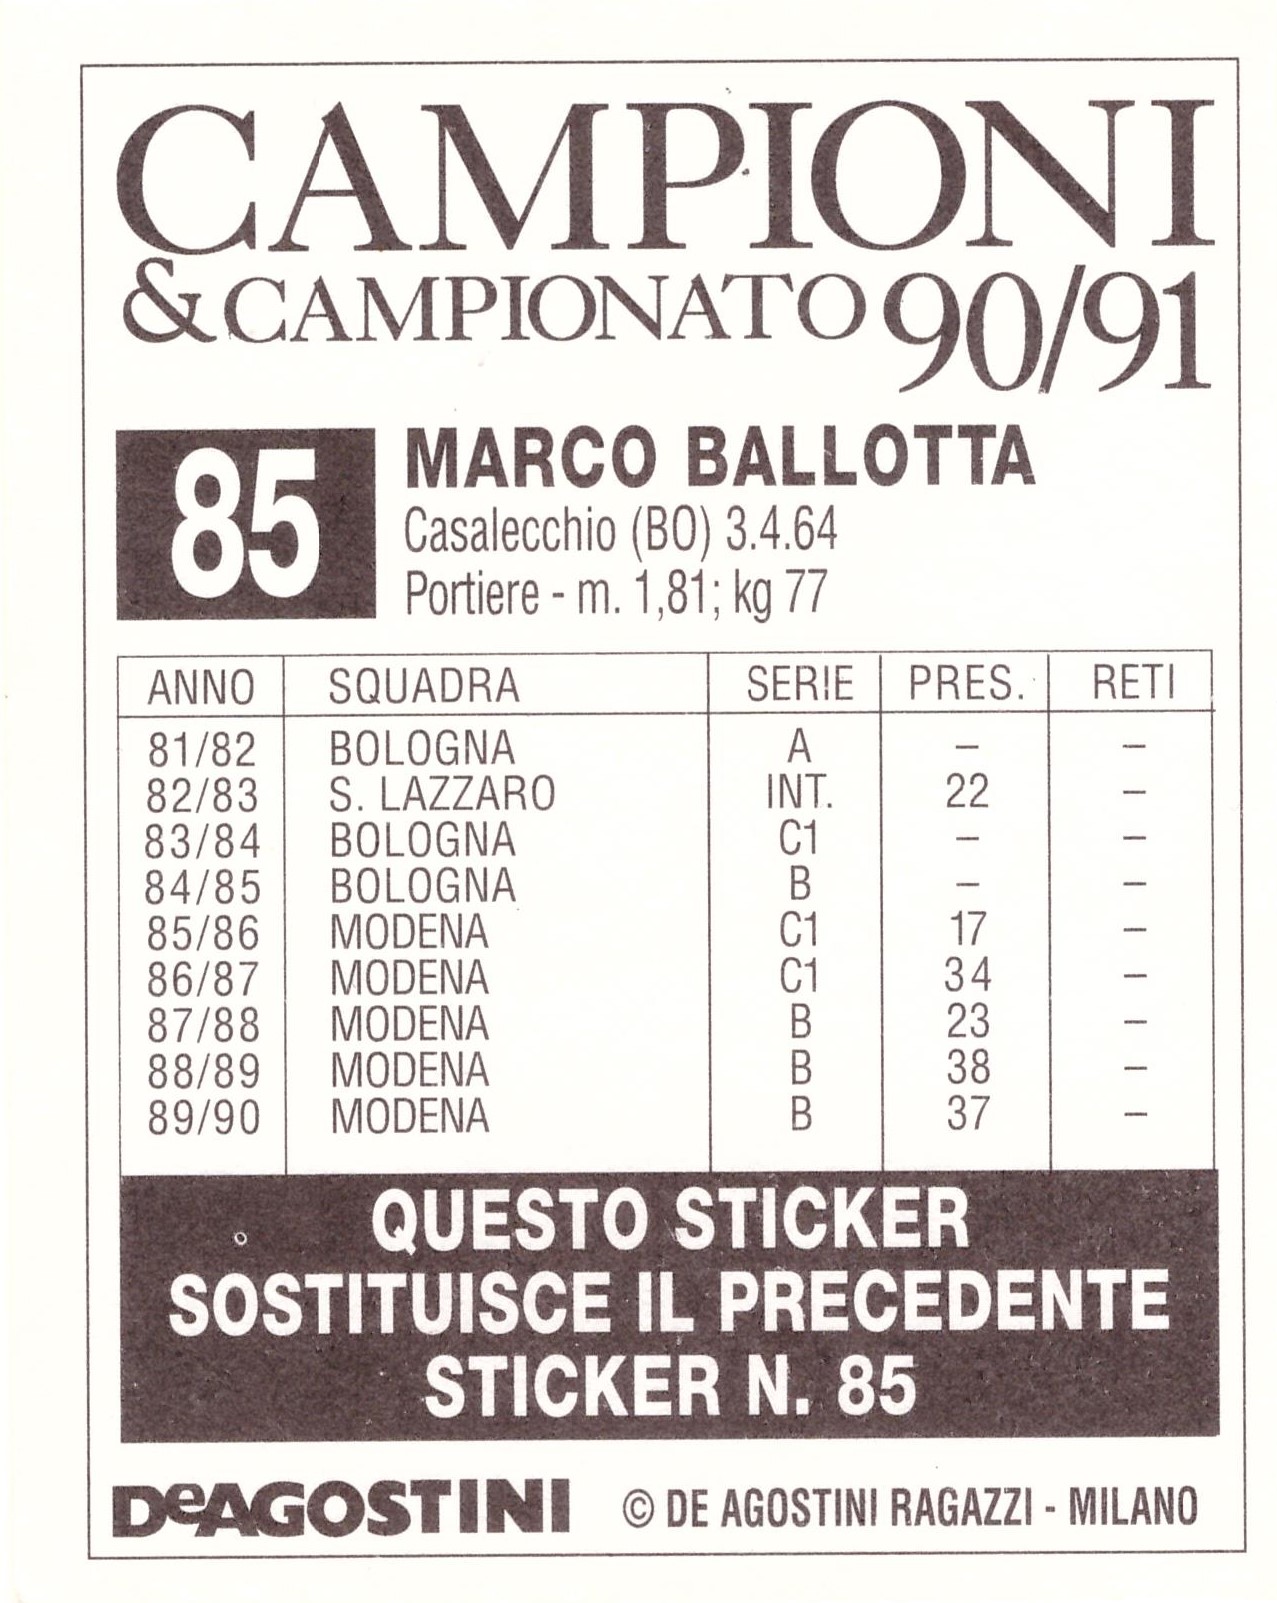 CAMPIONI
& CAMPIONATO 90/91
85
MARCO BALLOTTA
Casalecchio (BO) 3.4.64
Portiere - m. 1,81; kg 77
ANNO SQUADRA SERIE PRES. RETI
81/82 BOLOGNA A – –
82/83 S. LAZZARO INT. 22 –
83/84 BOLOGNA C1 – –
84/85 BOLOGNA B – –
85/86 MODENA C1 17 –
86/87 MODENA C1 34 –
87/88 MODENA B 23 –
88/89 MODENA B 38 –
89/90 MODENA B 37 –
QUESTO STICKER
SOSTITUISCE IL PRECEDENTE
STICKER N. 85
DeAGOSTINI © DE AGOSTINI RAGAZZI - MILANO